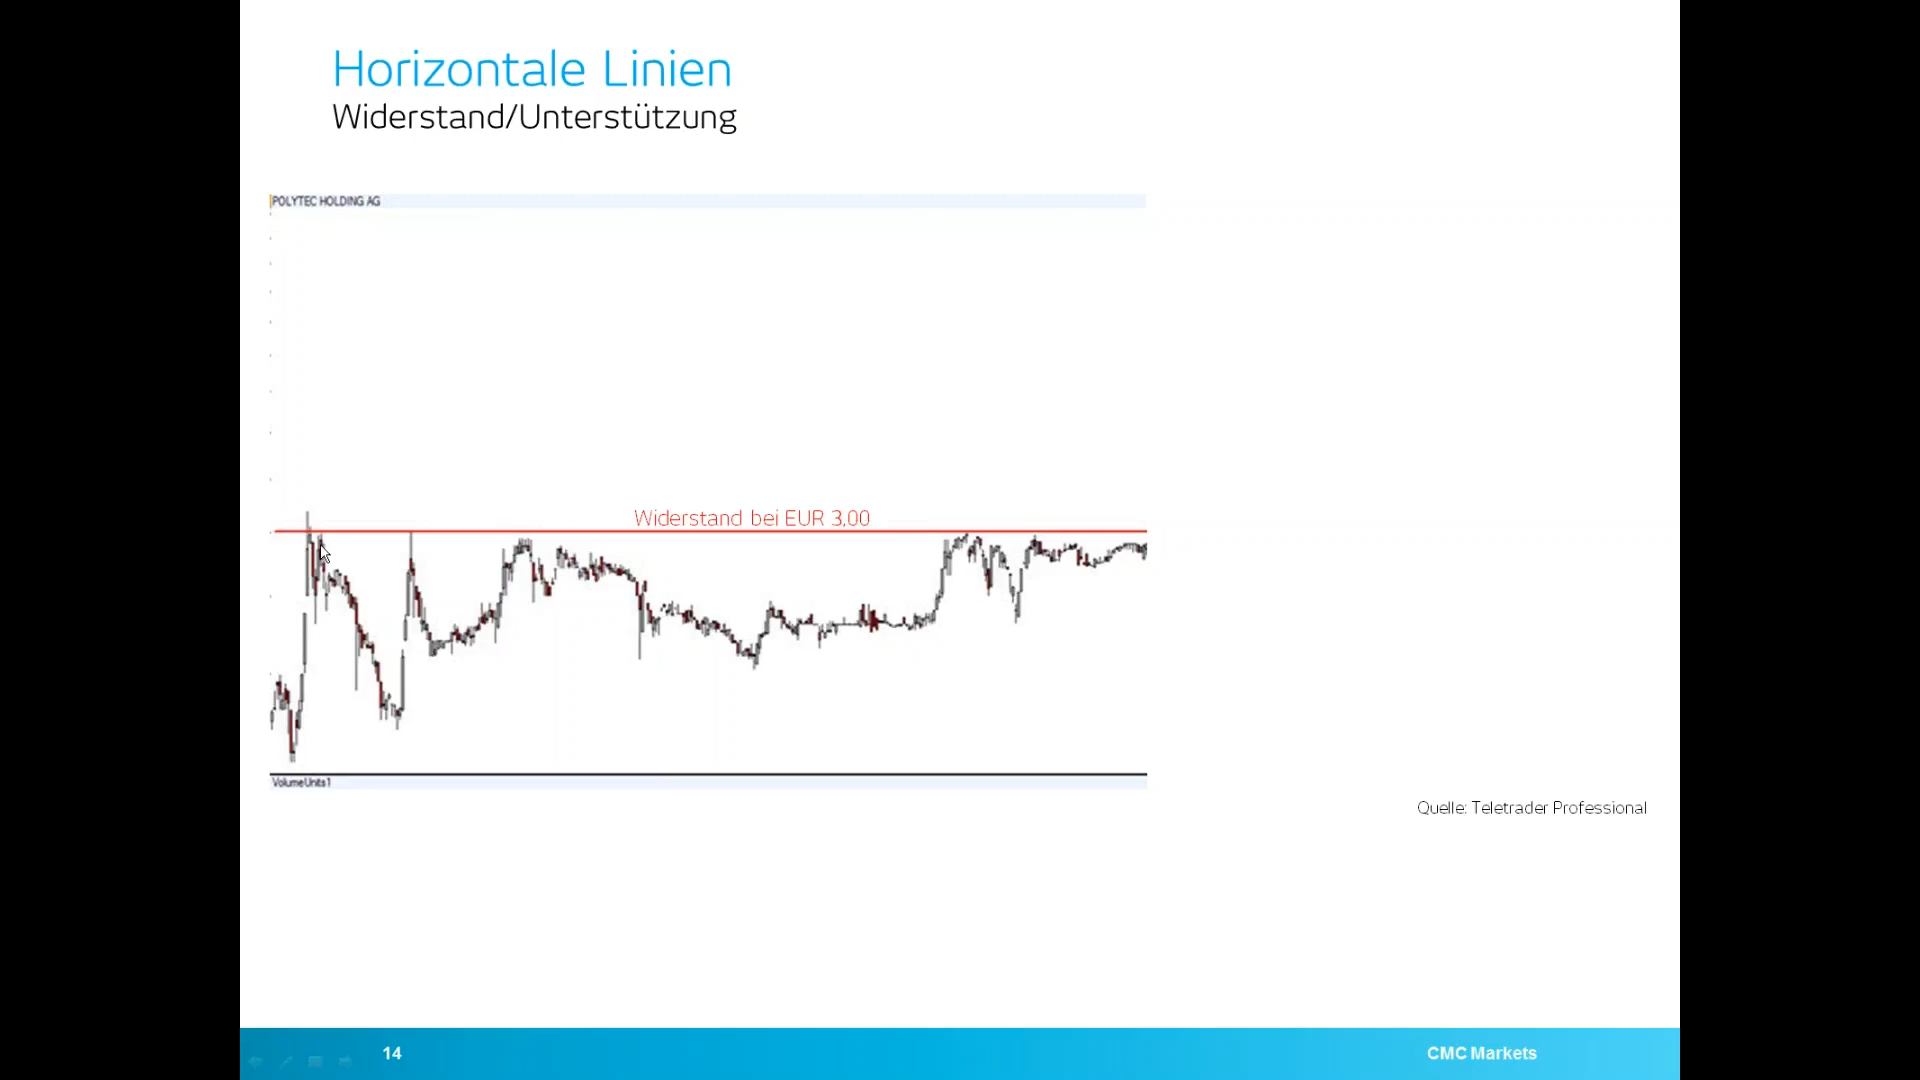 Horizontale Linien
Widerstand/Unterstützung
POLYTEC HOLDING AG
Widerstand bei EUR 3,00
VolumeUnits1
Quelle: Teletrader Professional
14
CMC Markets